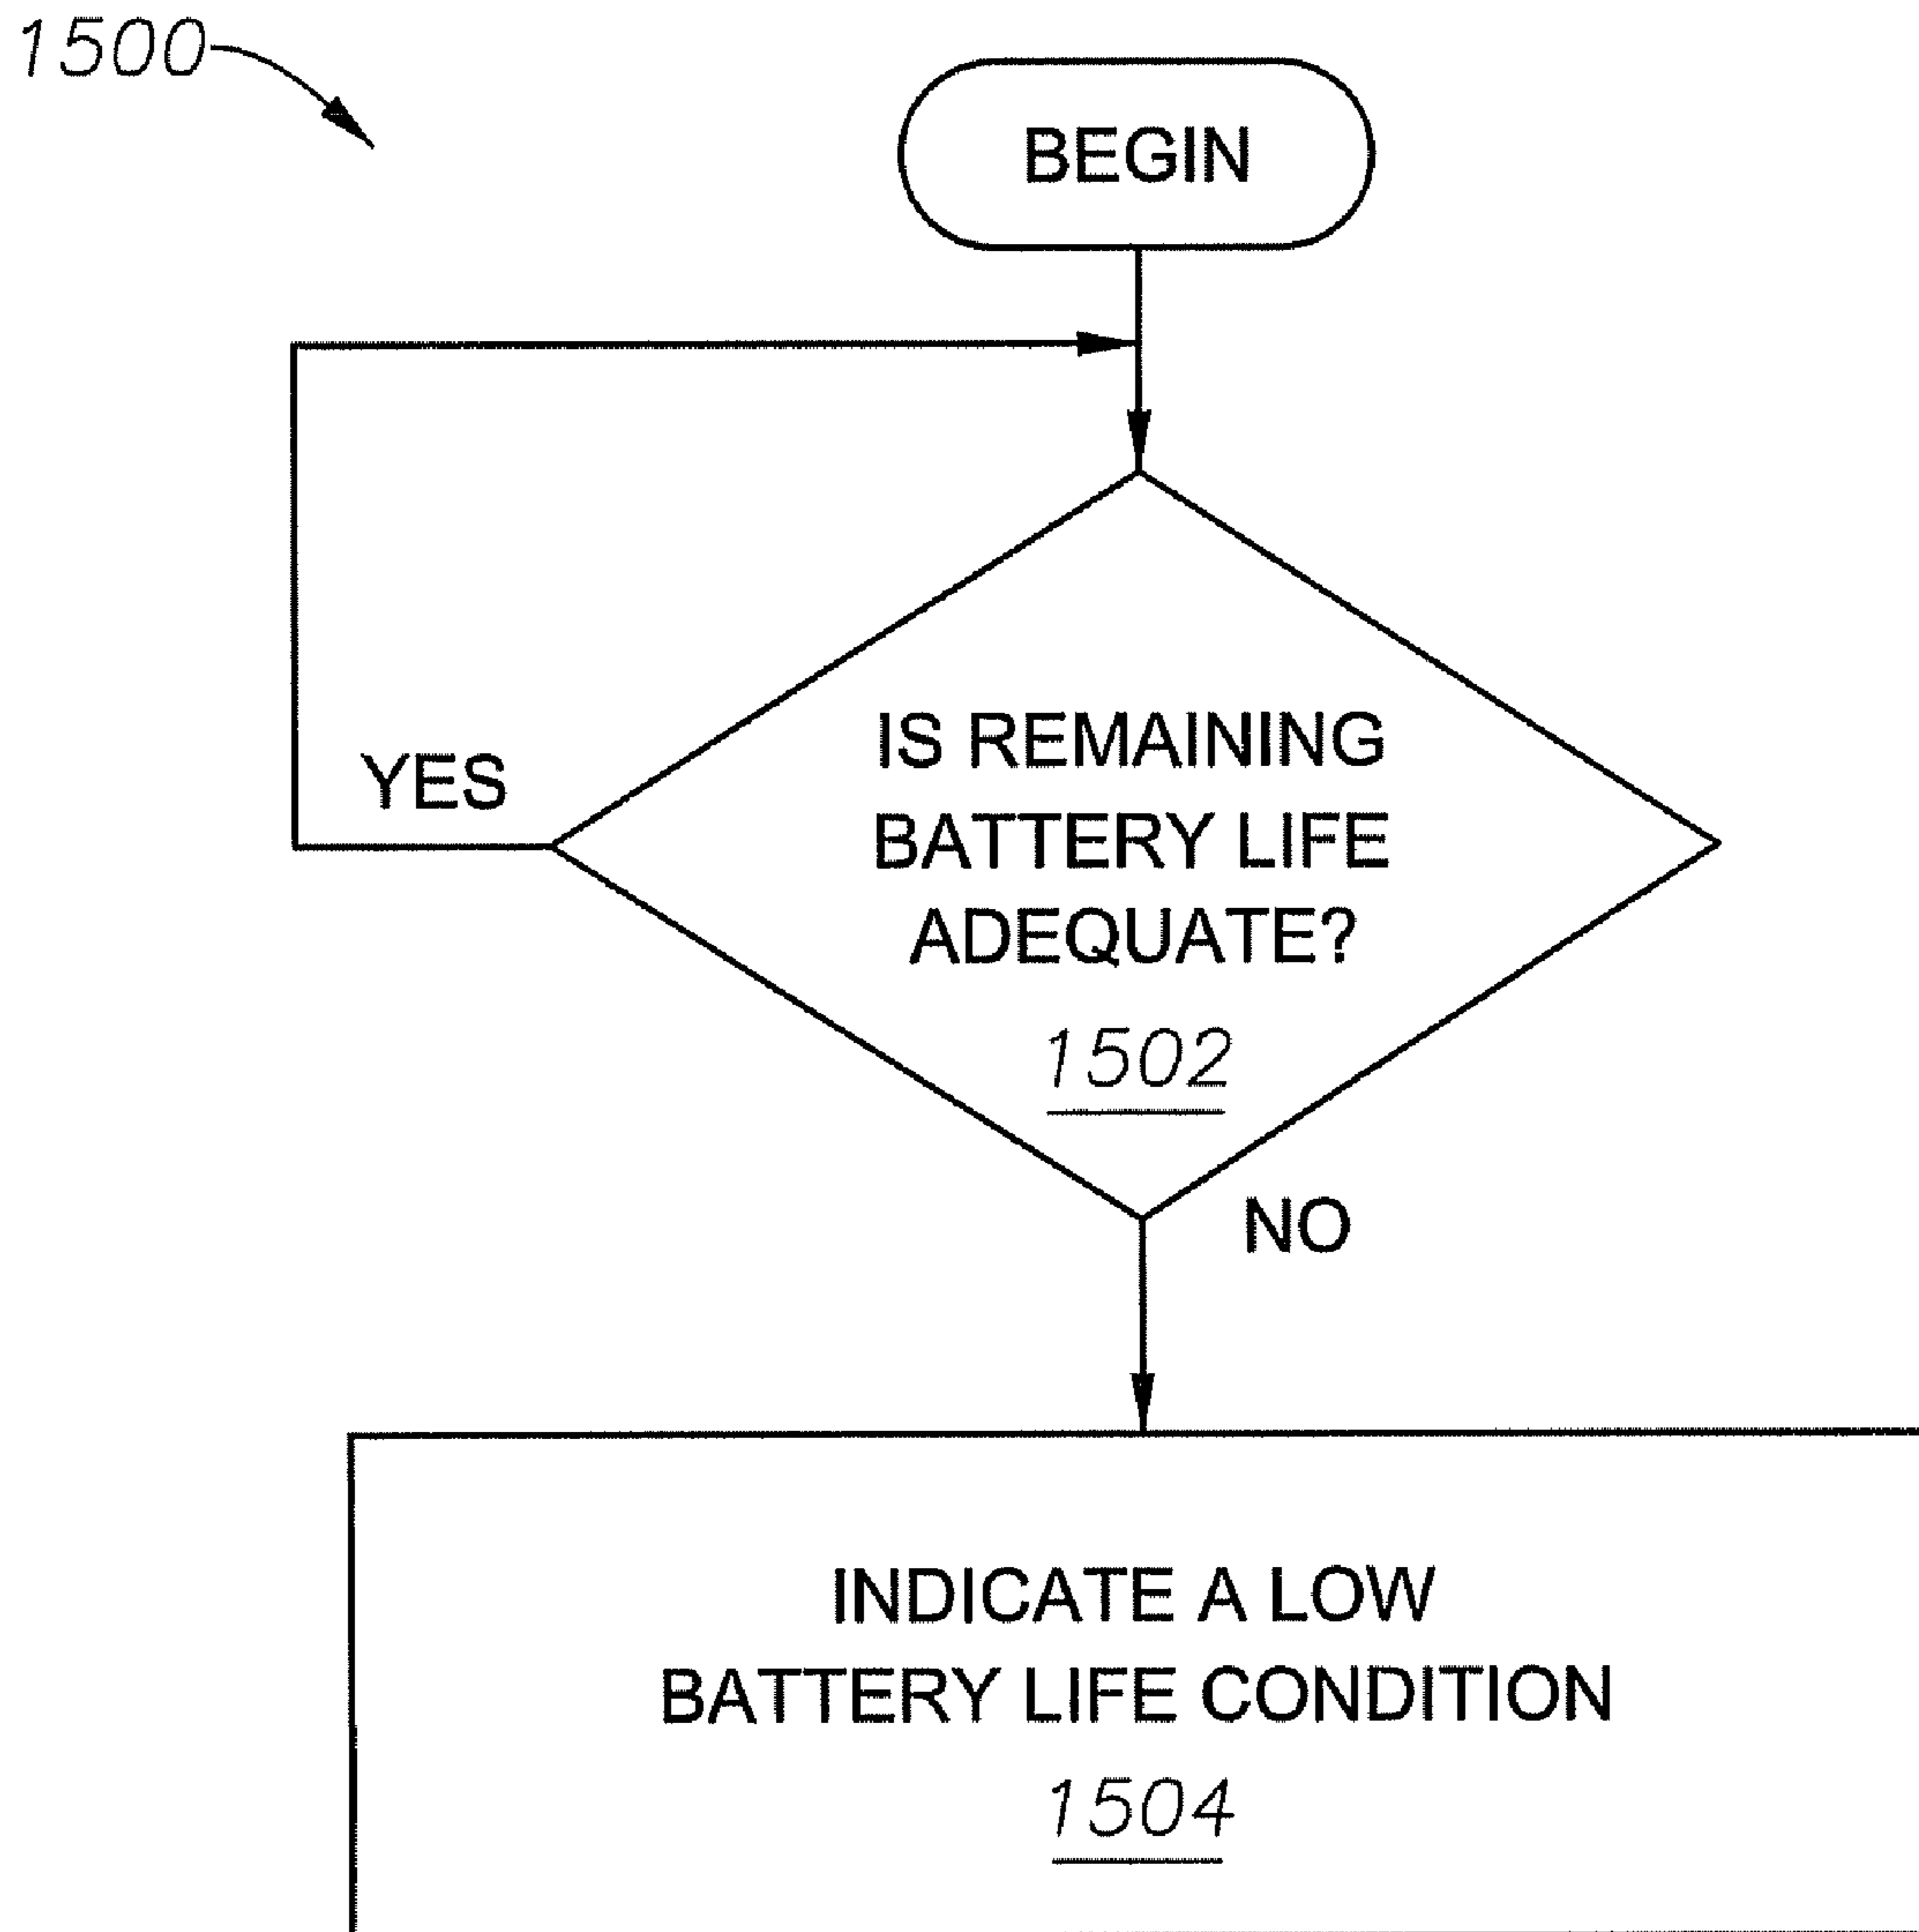 1500
BEGIN
IS REMAINING
BATTERY LIFE
ADEQUATE?
1502
YES
NO
INDICATE A LOW
BATTERY LIFE CONDITION
1504